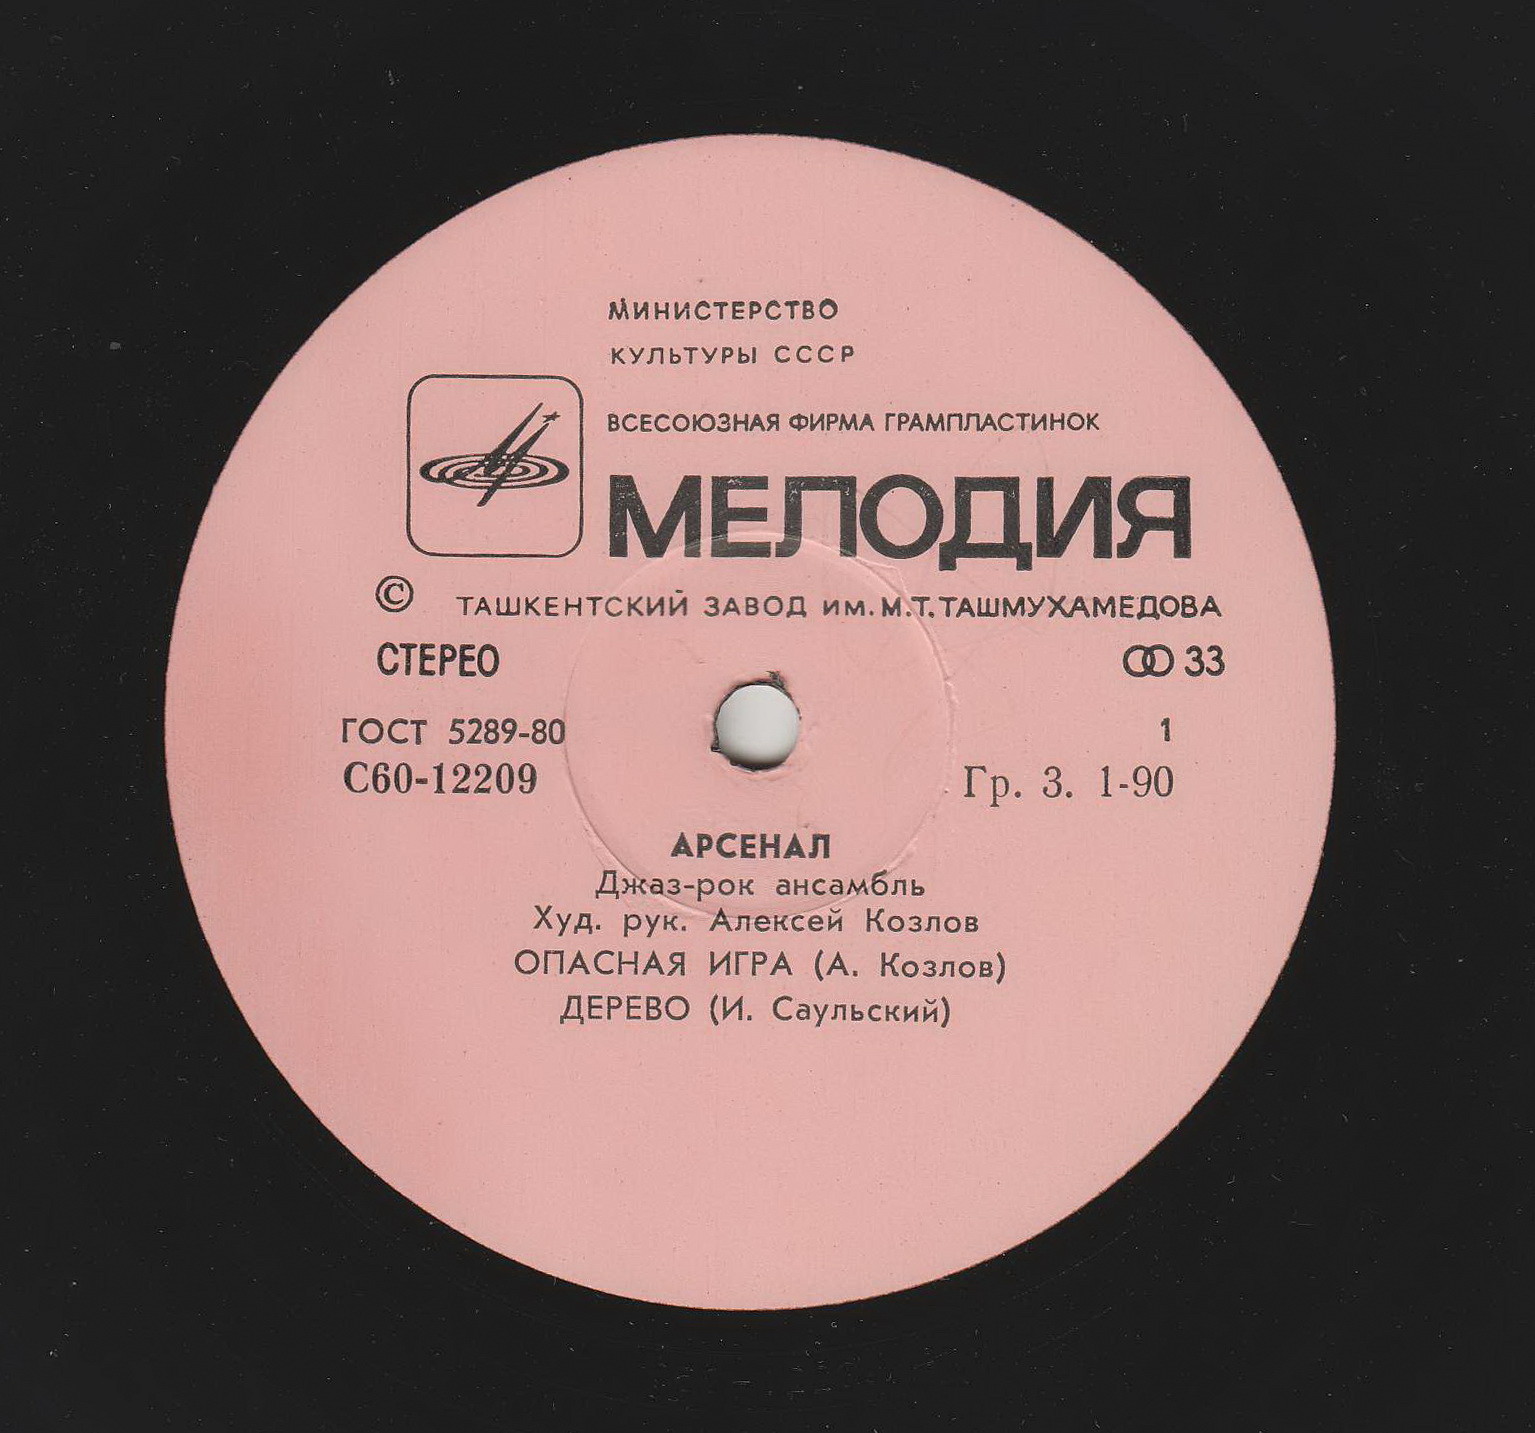 МИНИСТЕРСТВО
КУЛЬТУРЫ СССР
ВСЕСОЮЗНАЯ ФИРМА ГРАМПЛАСТИНОК
МЕЛОДИЯ
© ТАШКЕНТСКИЙ ЗАВОД им. М.Т. ТАШМУХАМЕДОВА
СТЕРЕО 33
ГОСТ 5289-80 1
С60-12209 Гр. 3. 1-90
АРСЕНАЛ
Джаз-рок ансамбль
Худ. рук. Алексей Козлов
ОПАСНАЯ ИГРА (А. Козлов)
ДЕРЕВО (И. Саульский)